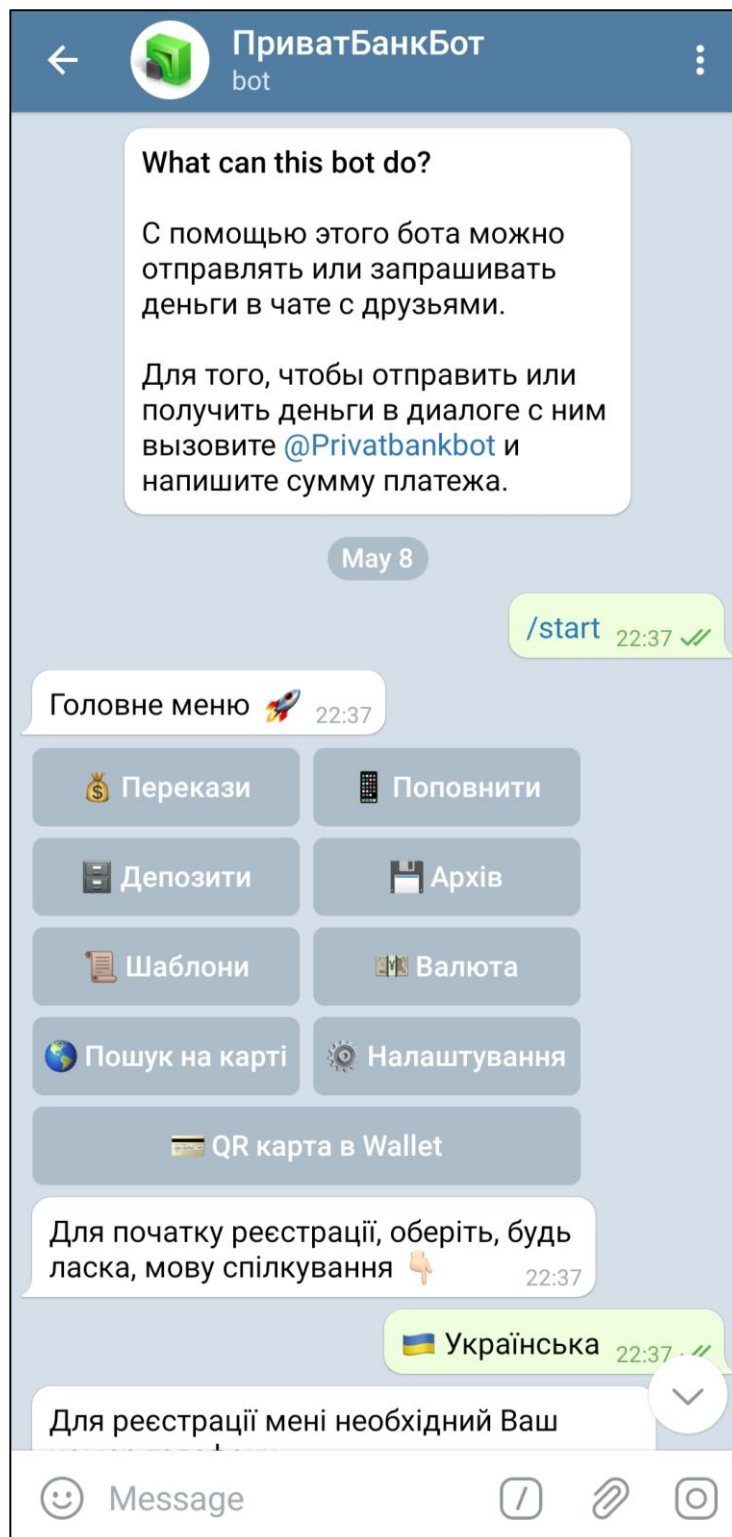 ПриватБанкБот
bot
What can this bot do?
С помощью этого бота можно
отправлять или запрашивать
деньги в чате с друзьями.
Для того, чтобы отправить или
получить деньги в диалоге с ним
вызовите @Privatbankbot и
напишите сумму платежа.
May 8
/start 22:37
Головне меню 🚀 22:37
💰 Перекази
📱 Поповнити
🗄 Депозити
💾 Архів
📜 Шаблони
💵 Валюта
🌎 Пошук на карті
⚙️ Налаштування
💳 QR карта в Wallet
Для початку реєстрації, оберіть, будь
ласка, мову спілкування 👇🏻 22:37
🇺🇦 Українська 22:37
Для реєстрації мені необхідний Ваш
Message